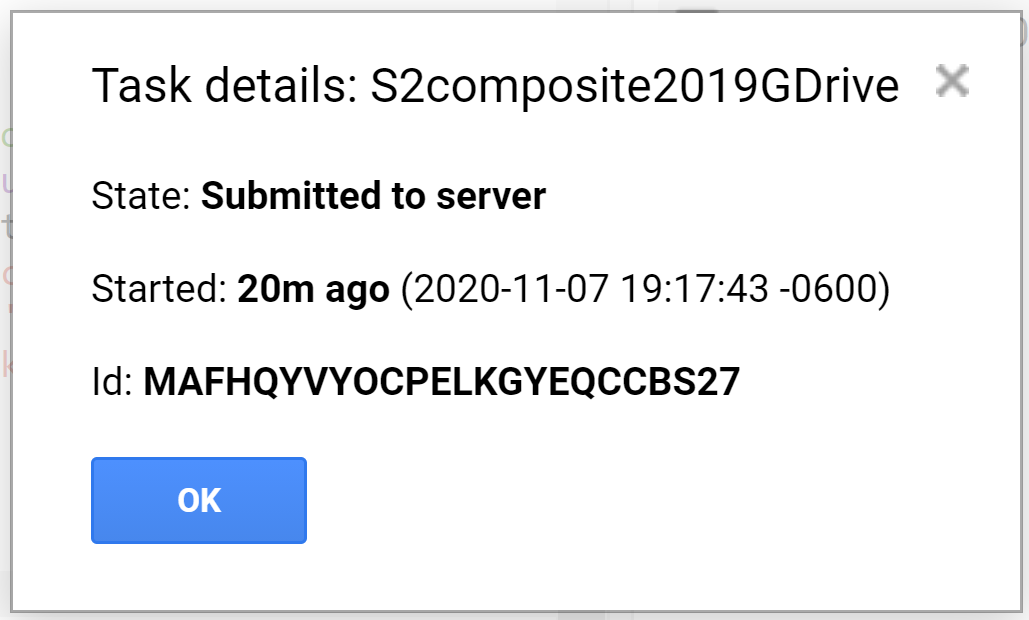 Task details: S2composite2019GDrive
State: Submitted to server
Started: 20m ago (2020-11-07 19:17:43 -0600)
Id: MAFHQYVYOCPELKGYEQCCBS27
OK